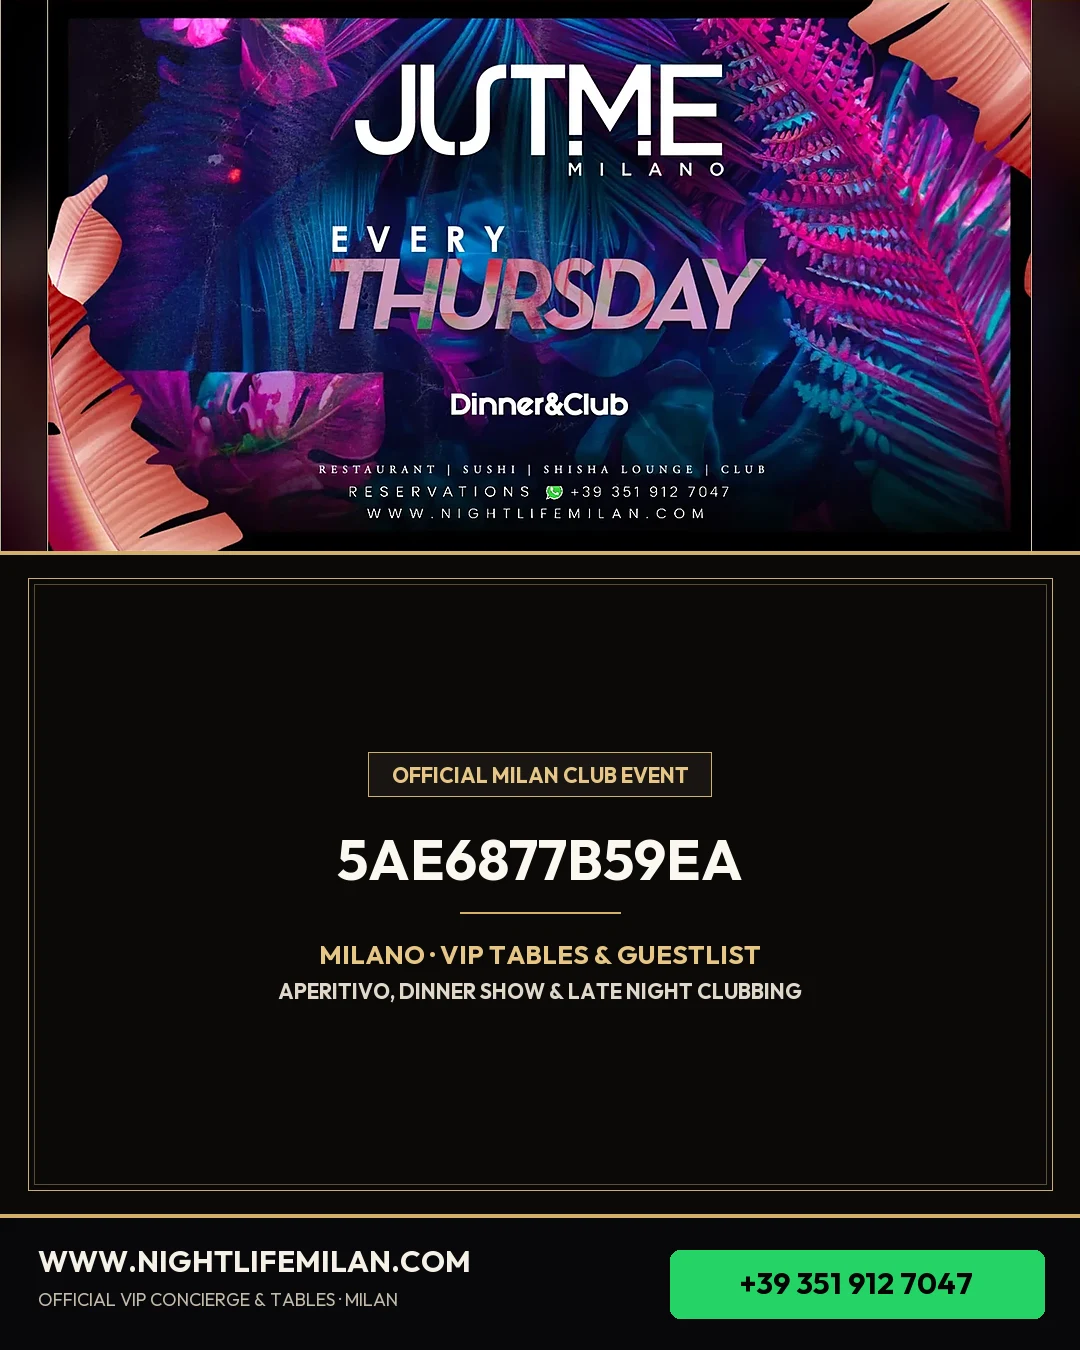 JUSTME
MILANO
EVERY
THURSDAY
Dinner&Club
RESTAURANT | SUSHI | SHISHA LOUNGE | CLUB
RESERVATIONS +39 351 912 7047
WWW.NIGHTLIFEMILAN.COM
OFFICIAL MILAN CLUB EVENT
5AE6877B59EA
MILANO · VIP TABLES & GUESTLIST
APERITIVO, DINNER SHOW & LATE NIGHT CLUBBING
WWW.NIGHTLIFEMILAN.COM
OFFICIAL VIP CONCIERGE & TABLES · MILAN
+39 351 912 7047